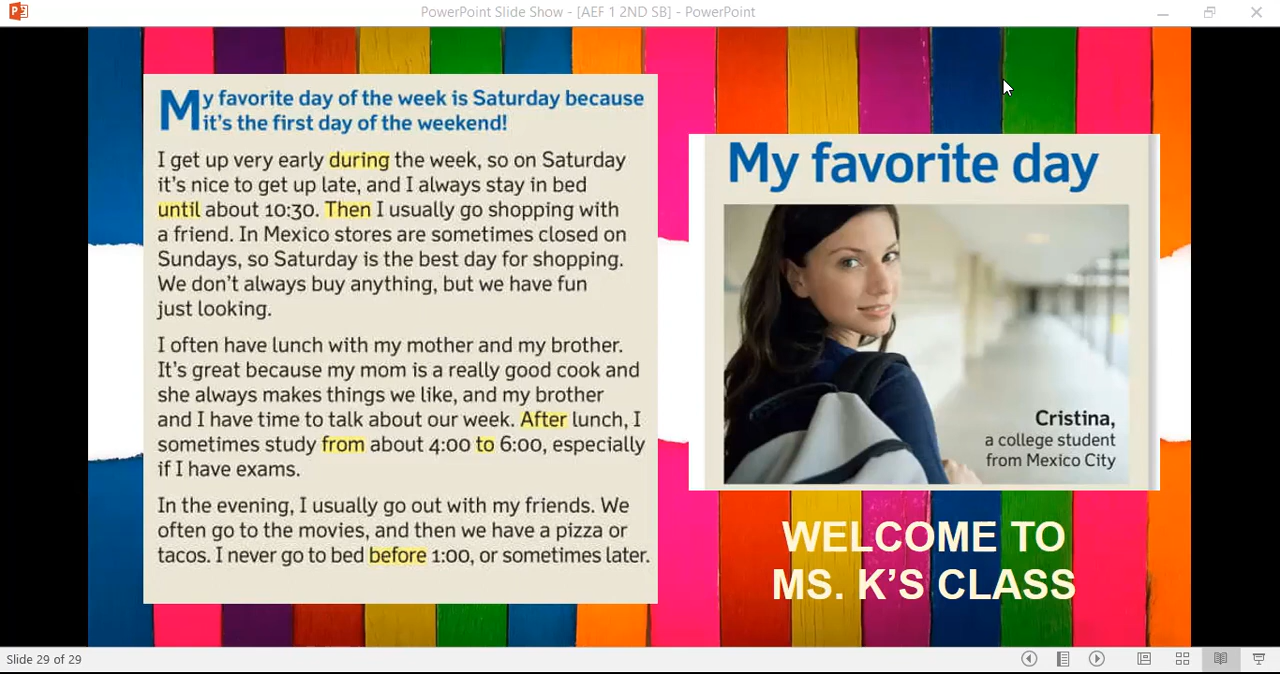 PowerPoint Slide Show - [AEF 1 2ND SB] - PowerPoint
My favorite day of the week is Saturday because
it's the first day of the weekend!
I get up very early during the week, so on Saturday
it's nice to get up late, and I always stay in bed
until about 10:30. Then I usually go shopping with
a friend. In Mexico stores are sometimes closed on
Sundays, so Saturday is the best day for shopping.
We don't always buy anything, but we have fun
just looking.
I often have lunch with my mother and my brother.
It's great because my mom is a really good cook and
she always makes things we like, and my brother
and I have time to talk about our week. After lunch, I
sometimes study from about 4:00 to 6:00, especially
if I have exams.
In the evening, I usually go out with my friends. We
often go to the movies, and then we have a pizza or
tacos. I never go to bed before 1:00, or sometimes later.
My favorite day
Cristina,
a college student
from Mexico City
WELCOME TO
MS. K'S CLASS
Slide 29 of 29